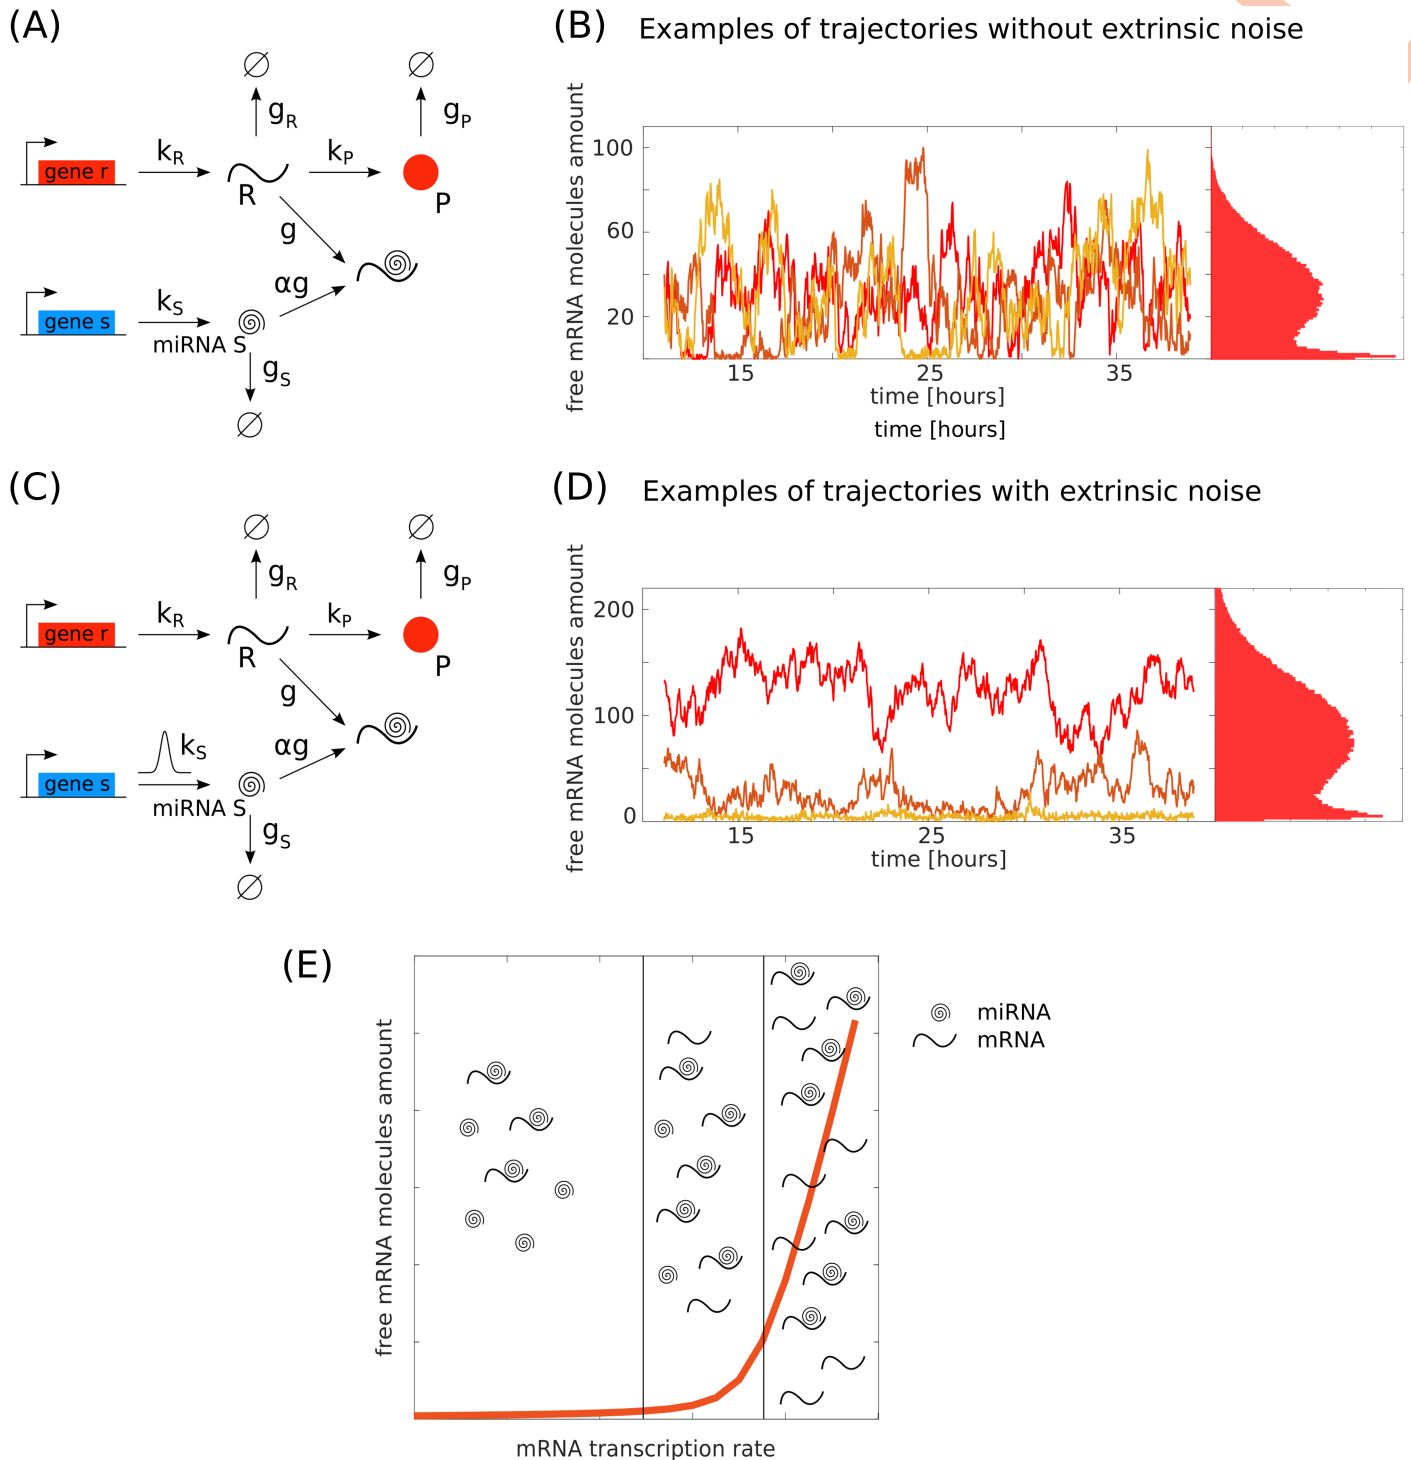 (A)
∅
∅
g_R
g_P
k_R
k_P
gene r
R
P
g
αg
k_S
gene s
miRNA S
g_S
∅
(B) Examples of trajectories without extrinsic noise
free mRNA molecules amount
100
60
20
15 25 35
time [hours]
time [hours]
(C)
∅
∅
g_R
g_P
k_R
k_P
gene r
R
P
g
k_S
αg
gene s
miRNA S
g_S
∅
(D) Examples of trajectories with extrinsic noise
free mRNA molecules amount
200
100
0
15 25 35
time [hours]
(E)
free mRNA molecules amount
mRNA transcription rate
miRNA
mRNA